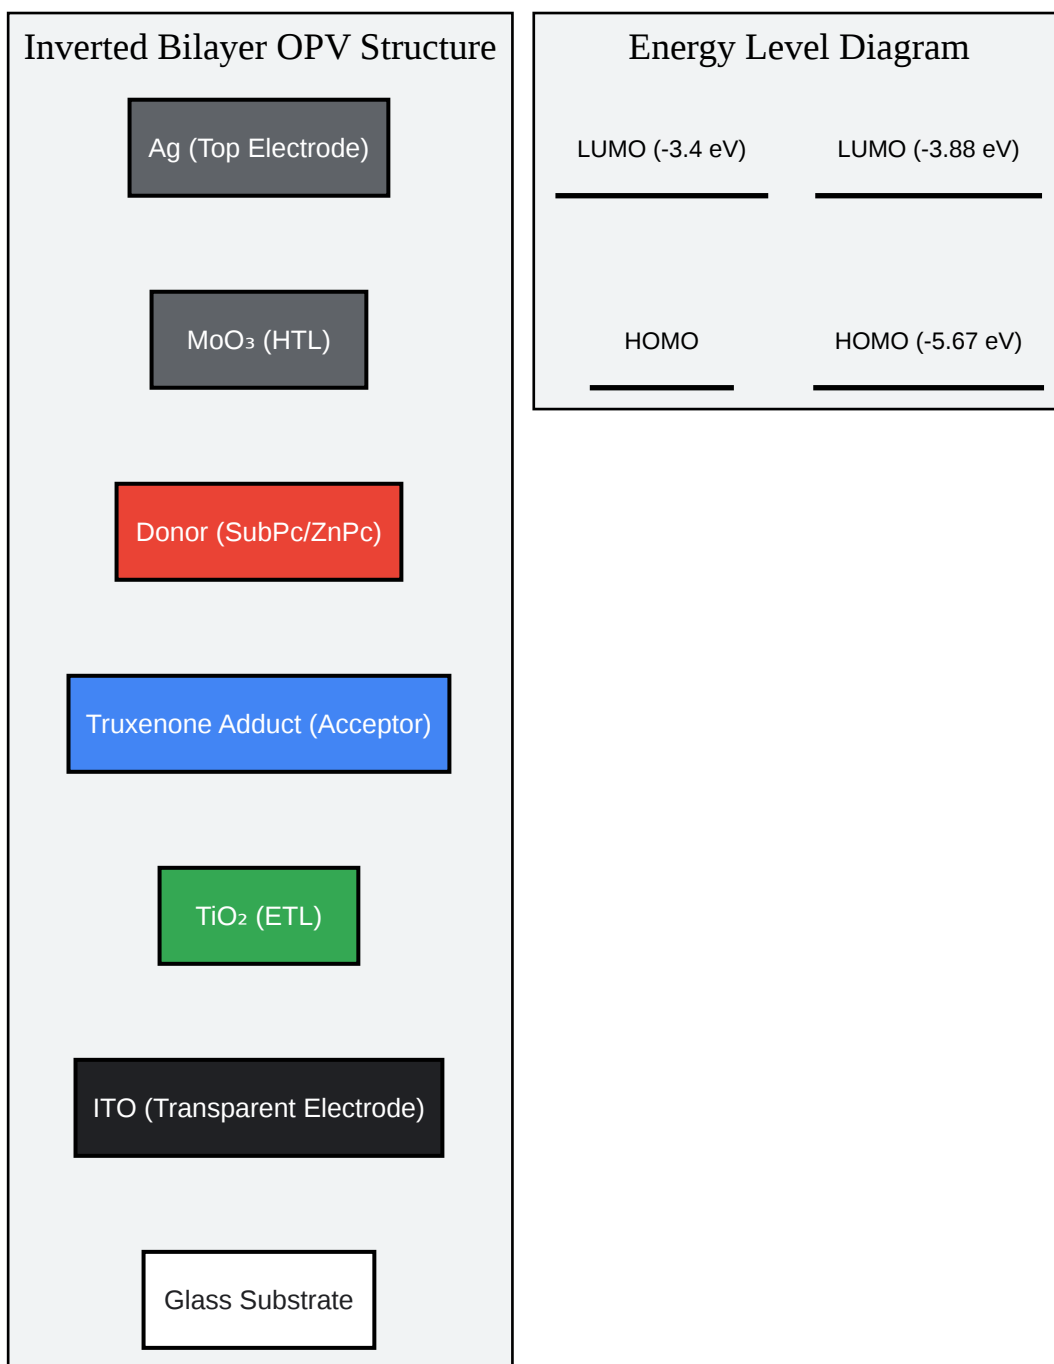 Inverted Bilayer OPV Structure
Ag (Top Electrode)
MoO₃ (HTL)
Donor (SubPc/ZnPc)
Truxenone Adduct (Acceptor)
TiO₂ (ETL)
ITO (Transparent Electrode)
Glass Substrate
Energy Level Diagram
LUMO (-3.4 eV)
LUMO (-3.88 eV)
HOMO
HOMO (-5.67 eV)